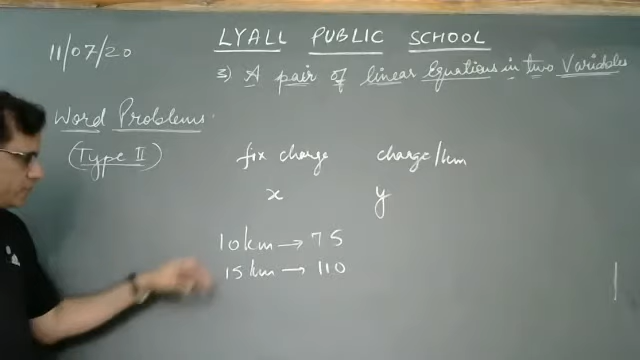 11/07/20
LYALL PUBLIC SCHOOL
3) A pair of linear Equations in two Variables
Word Problems.
(Type II)
fix charge charge/km
x y
10km → 75
15km → 110